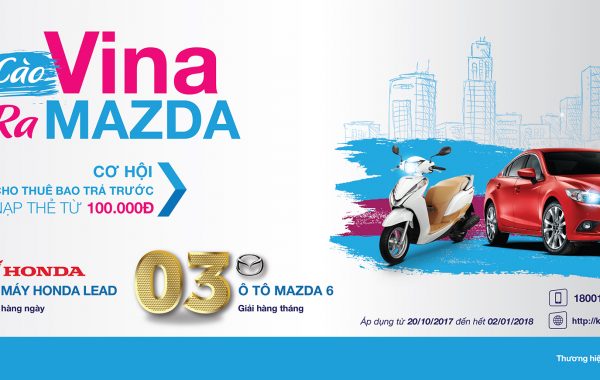 Cào Vina
Ra MAZDA
CƠ HỘI
CHO THUÊ BAO TRẢ TRƯỚC
NẠP THẺ TỪ 100.000Đ
HONDA
MÁY HONDA LEAD
hàng ngày
03
Ô TÔ MAZDA 6
Giải hàng tháng
Áp dụng từ 20/10/2017 đến hết 02/01/2018
18001
http://k
Thương hiệ